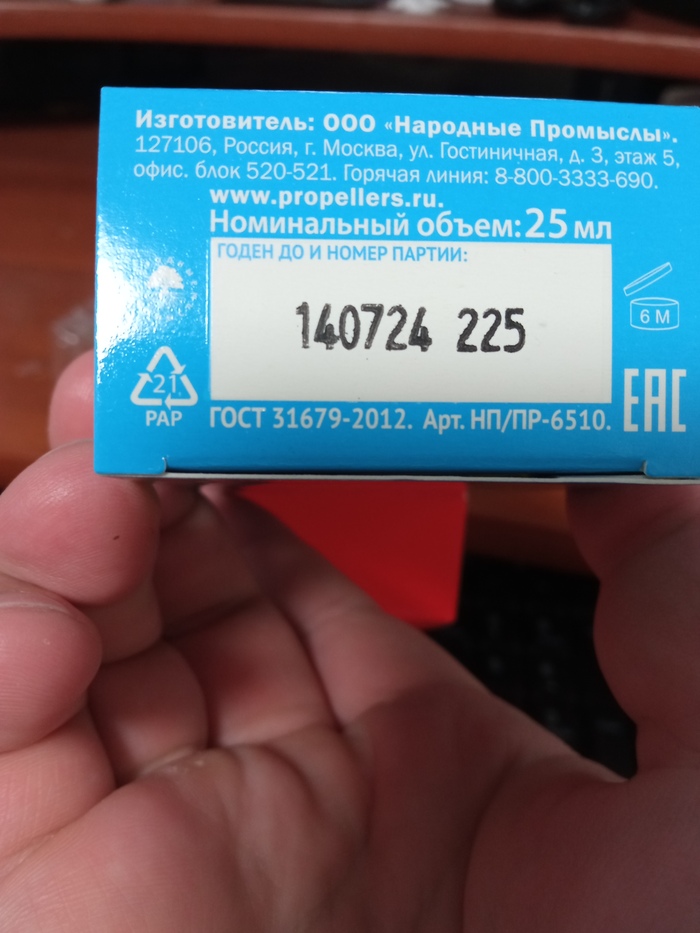 Изготовитель: ООО «Народные Промыслы».
127106, Россия, г. Москва, ул. Гостиничная, д. 3, этаж 5,
офис. блок 520-521. Горячая линия: 8-800-3333-690.
www.propellers.ru.
Номинальный объем: 25 мл
ГОДЕН ДО И НОМЕР ПАРТИИ:
140724 225
6 M
21
PAP
ГОСТ 31679-2012. Арт. НП/ПР-6510.
EAC